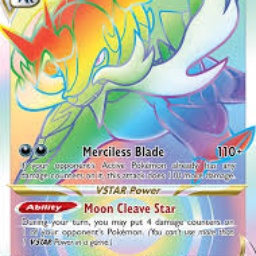 Merciless Blade 110+
If your opponent's Active Pokémon already has any
damage counters on it, this attack does 110 more damage.
VSTAR Power
Ability Moon Cleave Star
During your turn, you may put 4 damage counters on
1 of your opponent's Pokémon. (You can't use more than
1 VSTAR Power in a game.)